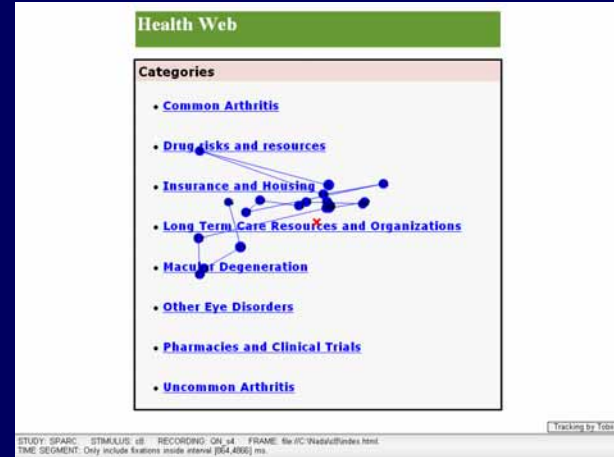 Health Web
Categories
• Common Arthritis
• Drug risks and resources
• Insurance and Housing
• Long Term Care Resources and Organizations
• Macular Degeneration
• Other Eye Disorders
• Pharmacies and Clinical Trials
• Uncommon Arthritis
Tracking by Tobii
STUDY: SPARC STIMULUS: c8 RECORDING: QN_s4 FRAME: file://C:\Nada\c8\index.html
TIME SEGMENT: Only include fixations inside interval [864,4866] ms.